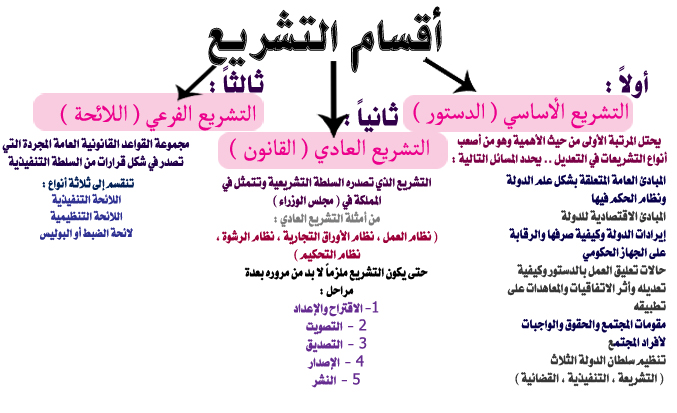 أقسام التشريع
أولاً :
التشريع الأساسي ( الدستور )
يحتل المرتبة الأولى من حيث الأهمية وهو من أصعب
أنواع التشريعات في التعديل .. يحدد المسائل التالية :
المبادئ العامة المتعلقة بشكل علم الدولة
ونظام الحكم فيها
المبادئ الاقتصادية للدولة
إيرادات الدولة وكيفية صرفها والرقابة
على الجهاز الحكومي
حالات تعليق العمل بالدستور وكيفية
تعديله وأثر الاتفاقيات والمعاهدات على
تطبيقه
مقومات المجتمع والحقوق والواجبات
لأفراد المجتمع
تنظيم سلطان الدولة الثلاث
( التشريعة ، التنفيذية ، القضائية )
ثانياً :
التشريع العادي ( القانون )
التشريع الذي تصدره السلطة التشريعية وتتمثل في
المملكة في ( مجلس الوزراء )
من أمثلة التشريع العادي :
( نظام العمل ، نظام الأوراق التجارية ، نظام الرشوة ،
نظام التحكيم )
حتى يكون التشريع ملزماً لا بد من مروره بعدة
مراحل :
1- الاقتراح والإعداد
2 - التصويت
3 - التصديق
4 - الإصدار
5 - النشر
ثالثاً :
التشريع الفرعي ( اللائحة )
مجموعة القواعد القانونية العامة المجردة التي
تصدر في شكل قرارات من السلطة التنفيذية
تنقسم إلى ثلاثة أنواع :
اللائحة التنفيذية
اللائحة التنظيمية
لائحة الضبط أو البوليس